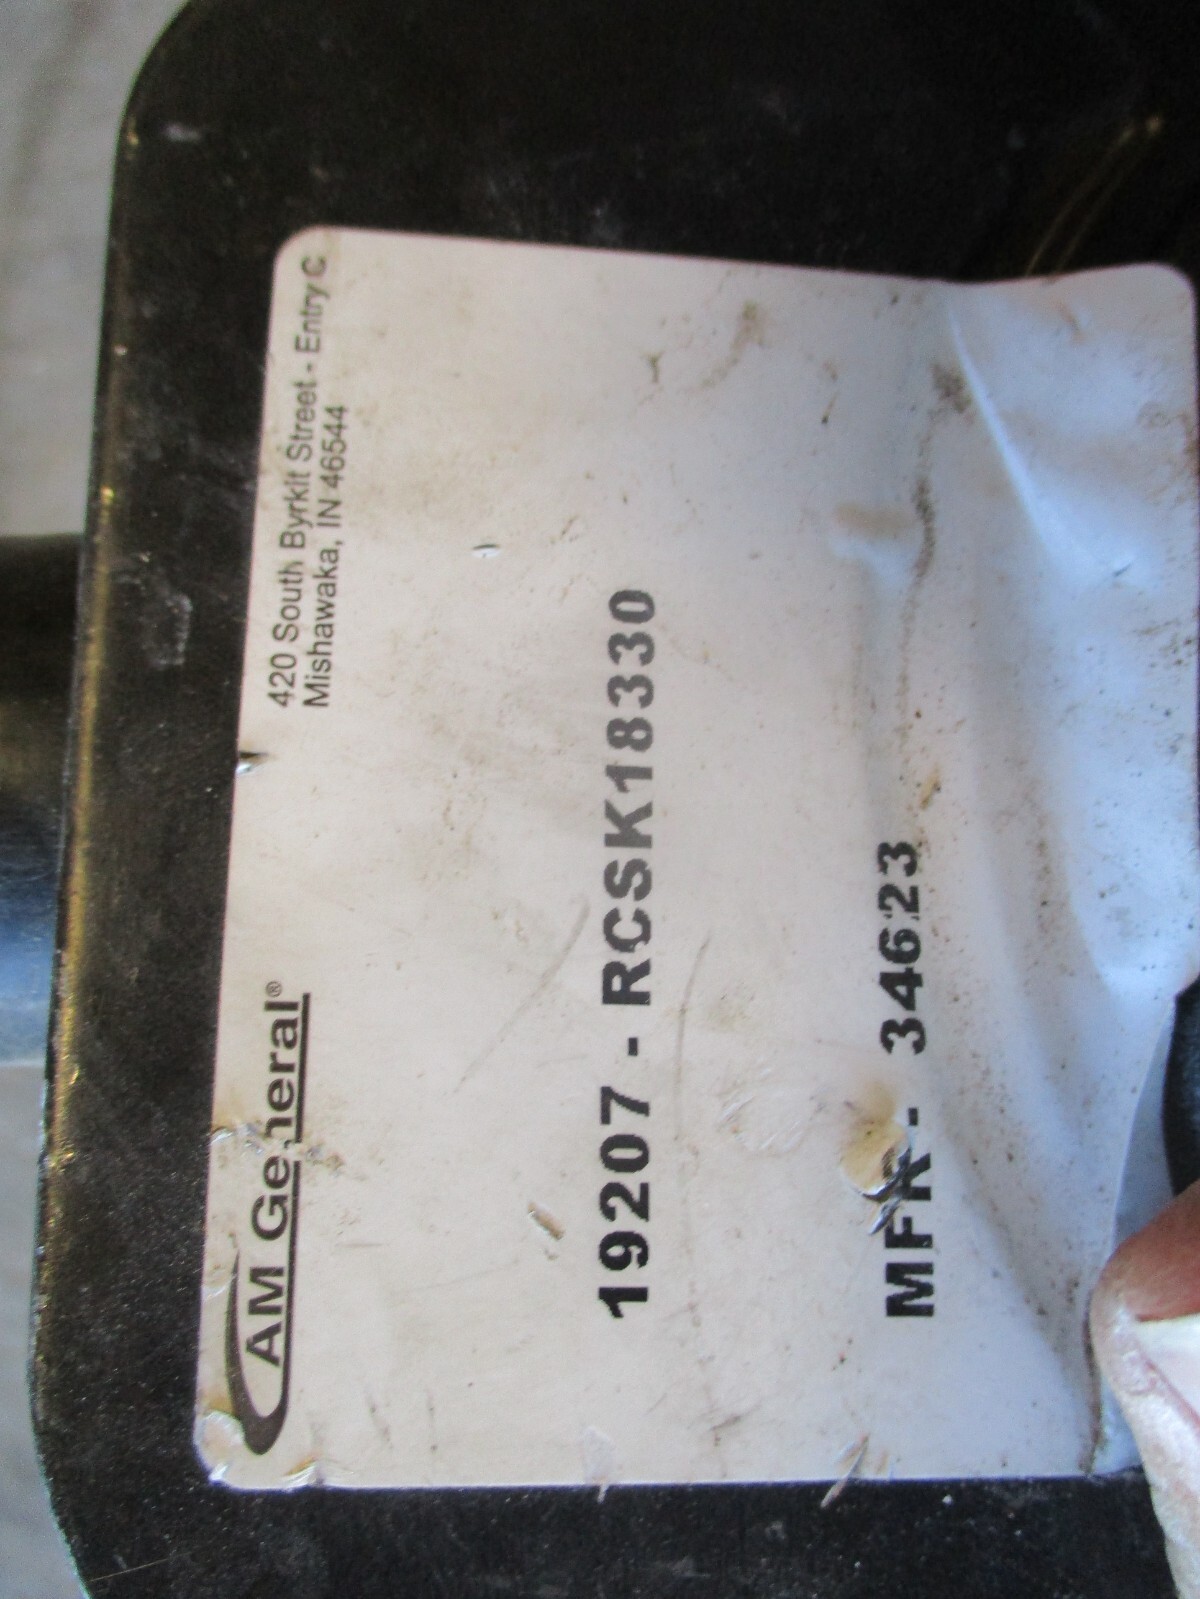 AM General®
420 South Byrkit Street - Entry C
Mishawaka, IN 46544
19207 - RCSK18330
MFR - 34623